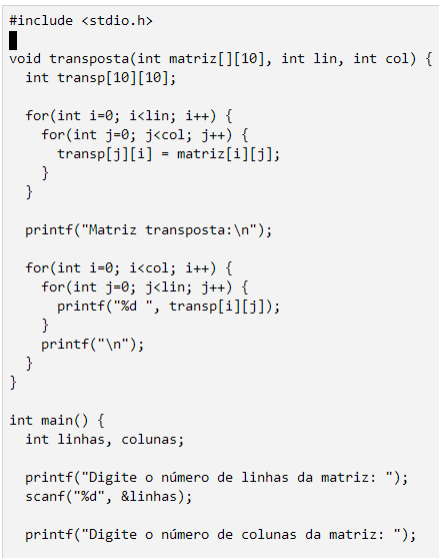 #include <stdio.h>
void transposta(int matriz[][10], int lin, int col) {
  int transp[10][10];

  for(int i=0; i<lin; i++) {
    for(int j=0; j<col; j++) {
      transp[j][i] = matriz[i][j];
    }
  }

  printf("Matriz transposta:\n");

  for(int i=0; i<col; i++) {
    for(int j=0; j<lin; j++) {
      printf("%d ", transp[i][j]);
    }
    printf("\n");
  }
}

int main() {
  int linhas, colunas;

  printf("Digite o número de linhas da matriz: ");
  scanf("%d", &linhas);

  printf("Digite o número de colunas da matriz: ");